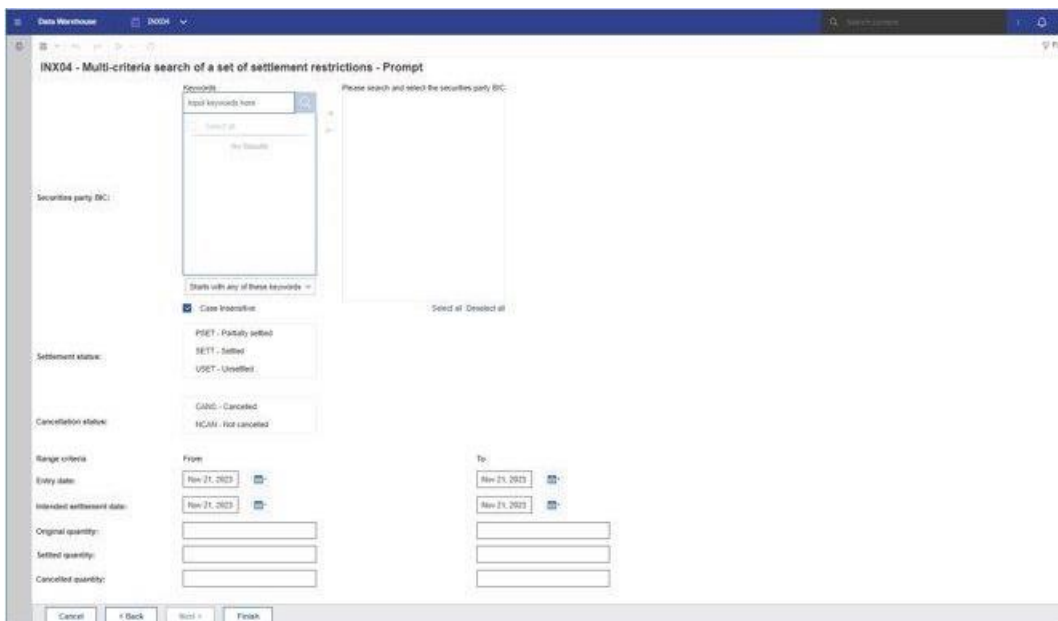 Data Warehouse INX04 Search content
INX04 - Multi-criteria search of a set of settlement restrictions - Prompt
Keywords: Please search and select the securities party BIC:
Input keywords here
Select all
No Results
Securities party BIC:
Starts with any of these keywords
Case Insensitive Select all Deselect all
PSET - Partially settled
Settlement status: SETT - Settled
USET - Unsettled
CANC - Cancelled
Cancellation status: NCAN - Not cancelled
Range criteria From To
Entry date: Nov 21, 2023 Nov 21, 2023
Intended settlement date: Nov 21, 2023 Nov 21, 2023
Original quantity:
Settled quantity:
Cancelled quantity:
Cancel < Back Next > Finish